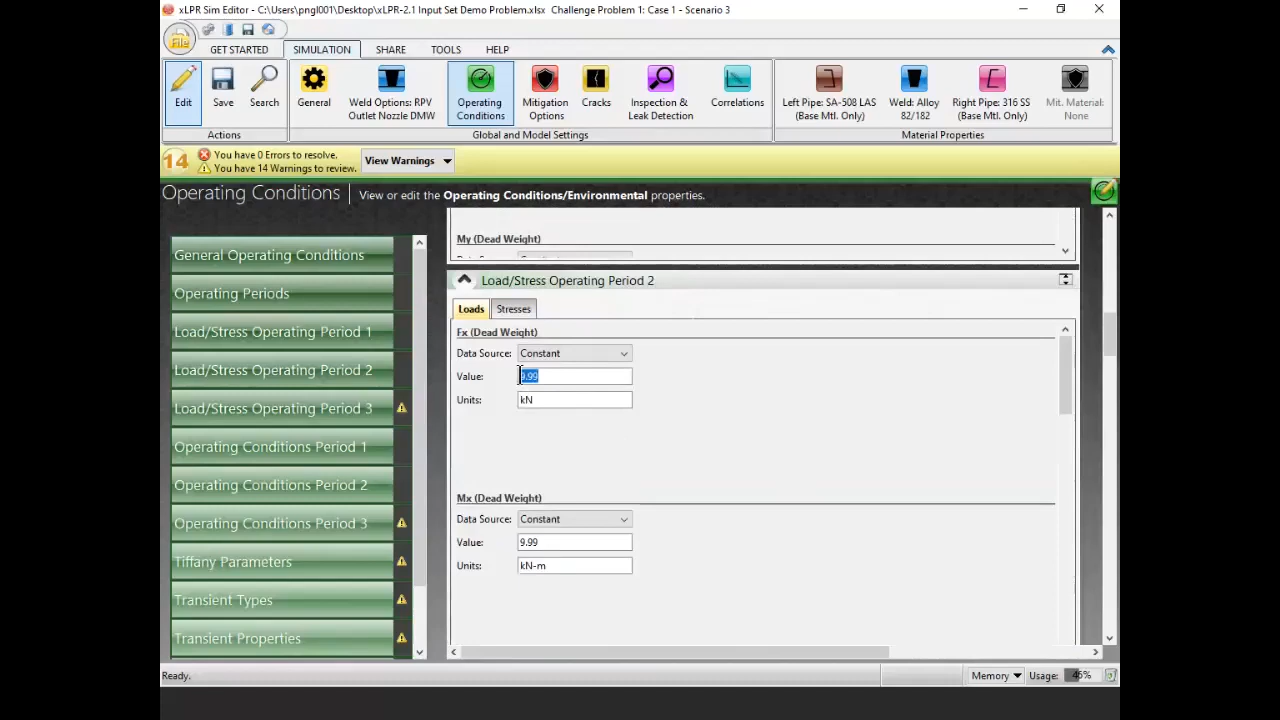 xLPR Sim Editor - C:\Users\pngl001\Desktop\xLPR-2.1 Input Set Demo Problem.xlsx   Challenge Problem 1: Case 1 - Scenario 3
File
GET STARTED SIMULATION SHARE TOOLS HELP
Edit Save Search
Actions
General
Weld Options: RPV
Outlet Nozzle DMW
Operating
Conditions
Mitigation
Options
Cracks
Inspection &
Leak Detection
Correlations
Global and Model Settings
Left Pipe: SA-508 LAS
(Base Mtl. Only)
Weld: Alloy
82/182
Right Pipe: 316 SS
(Base Mtl. Only)
Mit. Material:
None
Material Properties
14
You have 0 Errors to resolve.
You have 14 Warnings to review.
View Warnings
Operating Conditions
View or edit the Operating Conditions/Environmental properties.
General Operating Conditions
Operating Periods
Load/Stress Operating Period 1
Load/Stress Operating Period 2
Load/Stress Operating Period 3
Operating Conditions Period 1
Operating Conditions Period 2
Operating Conditions Period 3
Tiffany Parameters
Transient Types
Transient Properties
My (Dead Weight)
Load/Stress Operating Period 2
Loads Stresses
Fx (Dead Weight)
Data Source: Constant
Value: 9.99
Units: kN
Mx (Dead Weight)
Data Source: Constant
Value: 9.99
Units: kN-m
Ready.
Memory
Usage: 46%